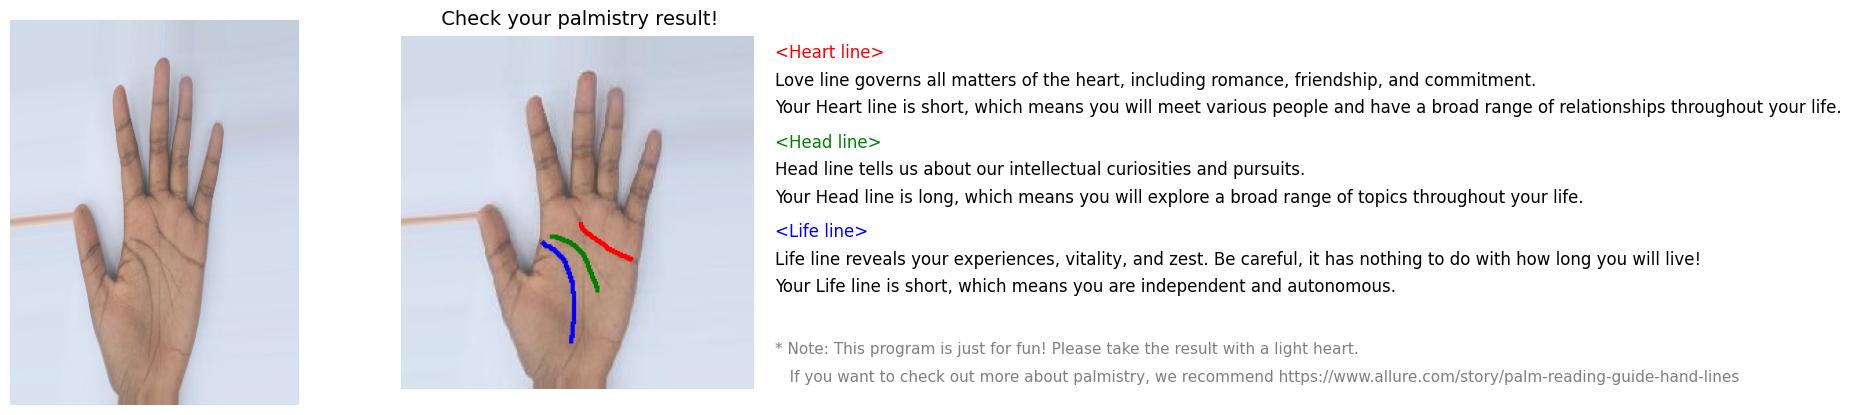 Check your palmistry result!
<Heart line>
Love line governs all matters of the heart, including romance, friendship, and commitment.
Your Heart line is short, which means you will meet various people and have a broad range of relationships throughout your life.
<Head line>
Head line tells us about our intellectual curiosities and pursuits.
Your Head line is long, which means you will explore a broad range of topics throughout your life.
<Life line>
Life line reveals your experiences, vitality, and zest. Be careful, it has nothing to do with how long you will live!
Your Life line is short, which means you are independent and autonomous.
* Note: This program is just for fun! Please take the result with a light heart.
If you want to check out more about palmistry, we recommend https://www.allure.com/story/palm-reading-guide-hand-lines